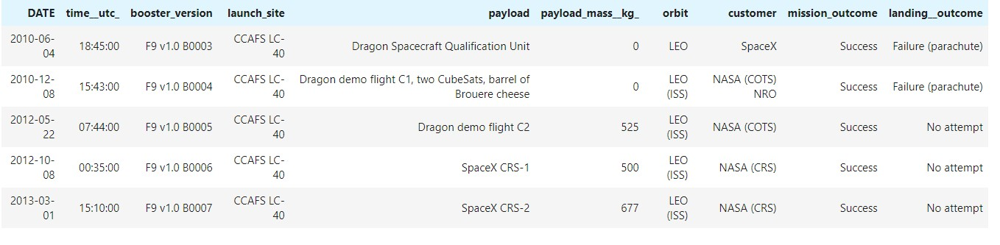 DATE time__utc_ booster_version launch_site payload payload_mass__kg_ orbit customer mission_outcome landing__outcome
2010-06-
04 18:45:00 F9 v1.0 B0003 CCAFS LC-
40 Dragon Spacecraft Qualification Unit 0 LEO SpaceX Success Failure (parachute)
2010-12-
08 15:43:00 F9 v1.0 B0004 CCAFS LC-
40 Dragon demo flight C1, two CubeSats, barrel of
Brouere cheese 0 LEO
(ISS) NASA (COTS)
NRO Success Failure (parachute)
2012-05-
22 07:44:00 F9 v1.0 B0005 CCAFS LC-
40 Dragon demo flight C2 525 LEO
(ISS) NASA (COTS) Success No attempt
2012-10-
08 00:35:00 F9 v1.0 B0006 CCAFS LC-
40 SpaceX CRS-1 500 LEO
(ISS) NASA (CRS) Success No attempt
2013-03-
01 15:10:00 F9 v1.0 B0007 CCAFS LC-
40 SpaceX CRS-2 677 LEO
(ISS) NASA (CRS) Success No attempt